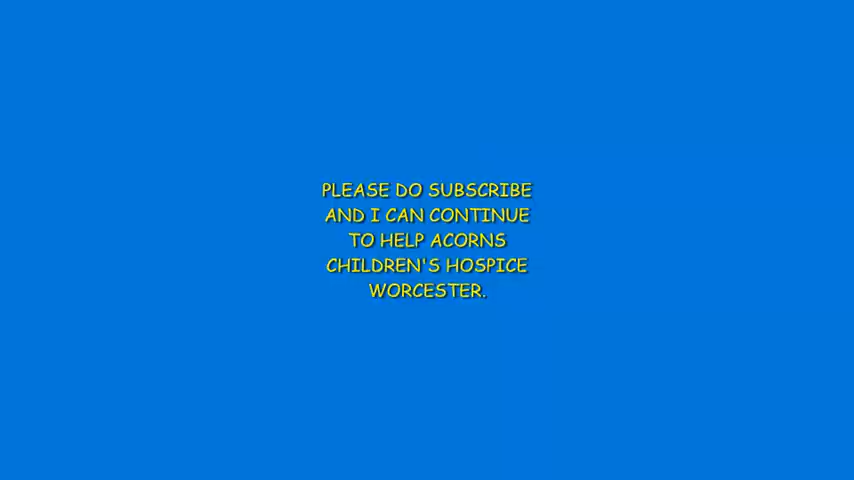 PLEASE DO SUBSCRIBE
AND I CAN CONTINUE
TO HELP ACORNS
CHILDREN'S HOSPICE
WORCESTER.